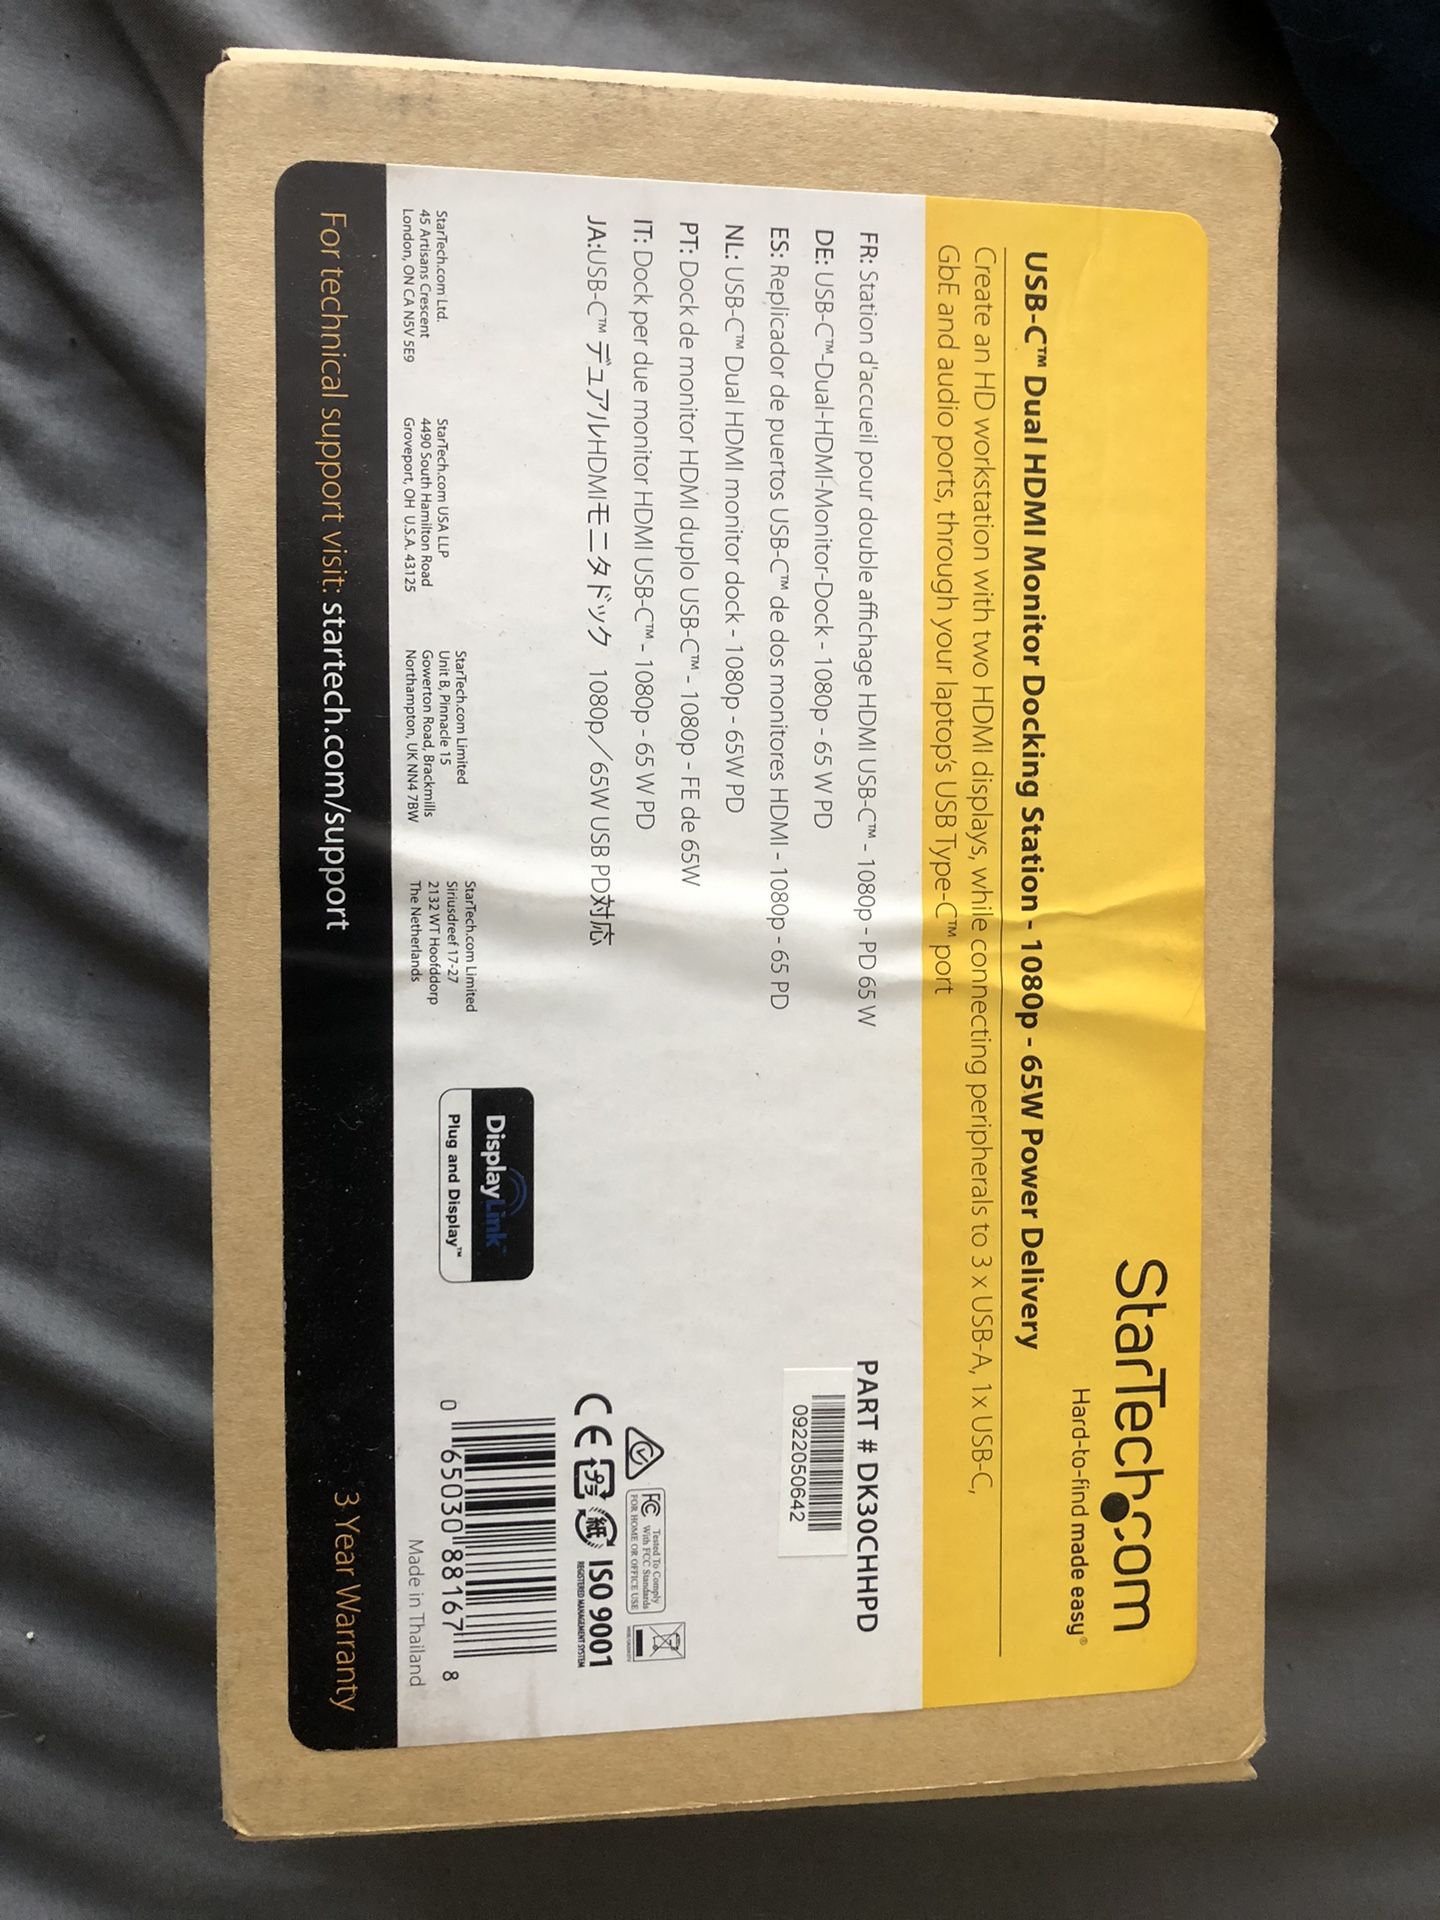 StarTech.com
Hard-to-find made easy®
USB-C™ Dual HDMI Monitor Docking Station - 1080p - 65W Power Delivery
Create an HD workstation with two HDMI displays, while connecting peripherals to 3 x USB-A, 1x USB-C,
GbE and audio ports, through your laptop's USB Type-C™ port
FR: Station d'accueil pour double affichage HDMI USB-C™ - 1080p - PD 65 W
DE: USB-C™-Dual-HDMI-Monitor-Dock - 1080p - 65 W PD
ES: Replicador de puertos USB-C™ de dos monitores HDMI - 1080p - 65 PD
NL: USB-C™ Dual HDMI monitor dock - 1080p - 65W PD
PT: Dock de monitor HDMI duplo USB-C™ - 1080p - FE de 65W
IT: Dock per due monitor HDMI USB-C™ - 1080p - 65 W PD
JA:USB-C™ デュアルHDMIモニタドック 1080p/65W USB PD対応
PART # DK30CHHPD
0922050642
FC
Tested To Comply
With FCC Standards
FOR HOME OR OFFICE USE
CE
プラ
紙
ISO 9001
REGISTERED MANAGEMENT SYSTEM
DisplayLink™
Plug and Display™
0 65030 88167 8
Made in Thailand
StarTech.com Ltd.
45 Artisans Crescent
London, ON CA N5V 5E9
StarTech.com USA LLP
4490 South Hamilton Road
Groveport, OH U.S.A. 43125
StarTech.com Limited
Unit B, Pinnacle 15
Gowerton Road, Brackmills
Northampton, UK NN4 7BW
StarTech.com Limited
Siriusdreef 17-27
2132 WT Hoofddorp
The Netherlands
For technical support visit: startech.com/support
3 Year Warranty